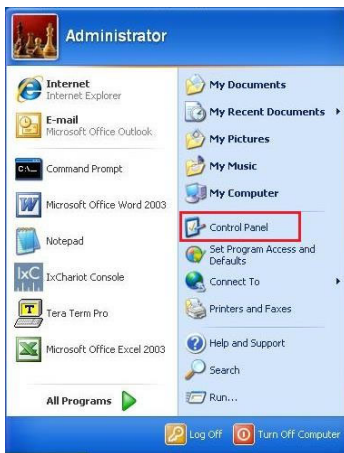 Administrator
Internet
Internet Explorer
E-mail
Microsoft Office Outlook
C:\_
Command Prompt
W
Microsoft Office Word 2003
Notepad
IxC
IxChariot Console
T
Tera Term Pro
X
Microsoft Office Excel 2003
All Programs
My Documents
My Recent Documents
My Pictures
My Music
My Computer
Control Panel
Set Program Access and
Defaults
Connect To
Printers and Faxes
Help and Support
Search
Run...
Log Off
Turn Off Computer